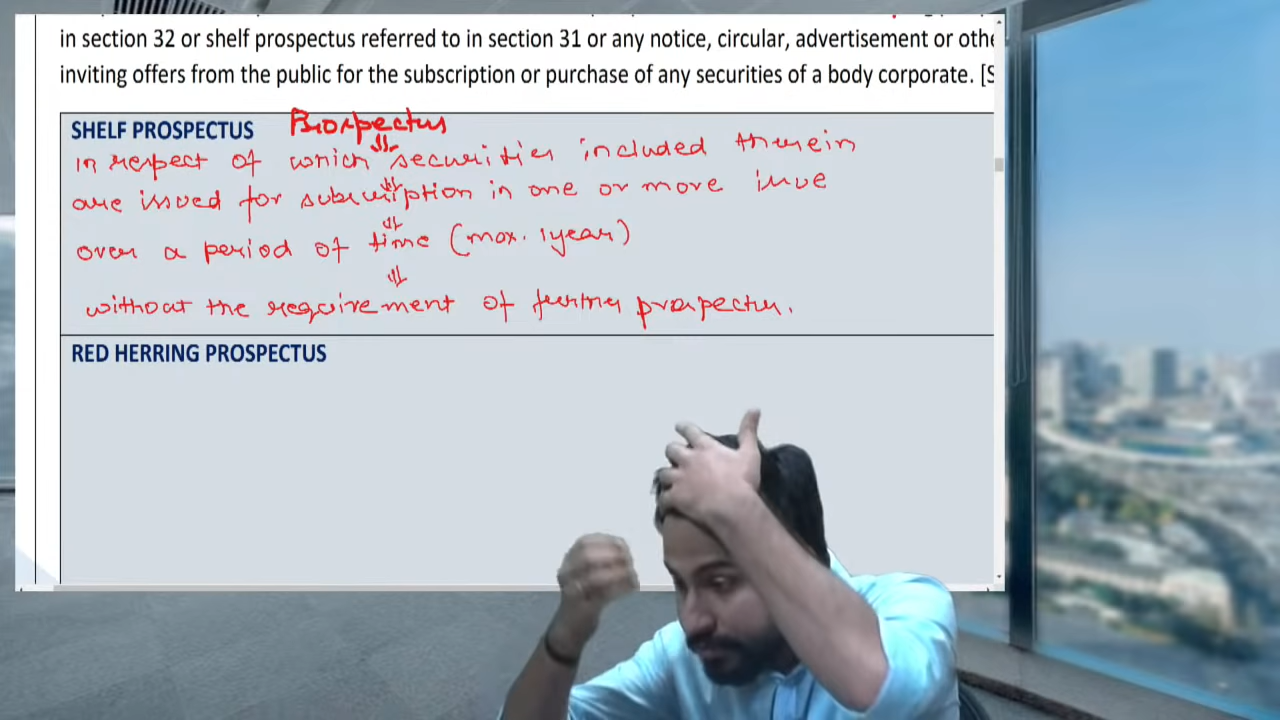 in section 32 or shelf prospectus referred to in section 31 or any notice, circular, advertisement or othe
inviting offers from the public for the subscription or purchase of any securities of a body corporate. [S
SHELF PROSPECTUS Prospectus
in respect of which securities included therein
are issued for subscription in one or more issue
over a period of time (max. 1year)
without the requirement of further prospectus.
RED HERRING PROSPECTUS